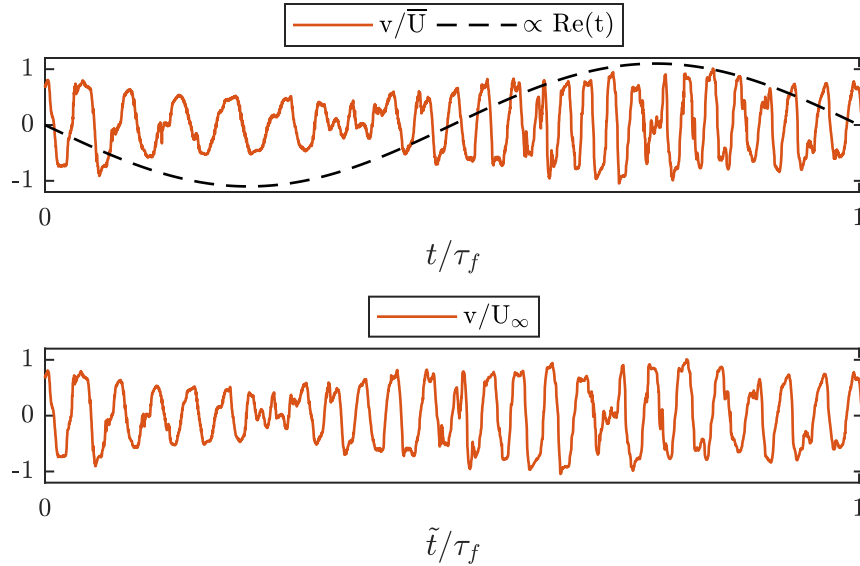 v/U̅ ∝ Re(t)
1
0
-1
0 1
t/τ_f
v/U_∞
1
0
-1
0 1
t̃/τ_f